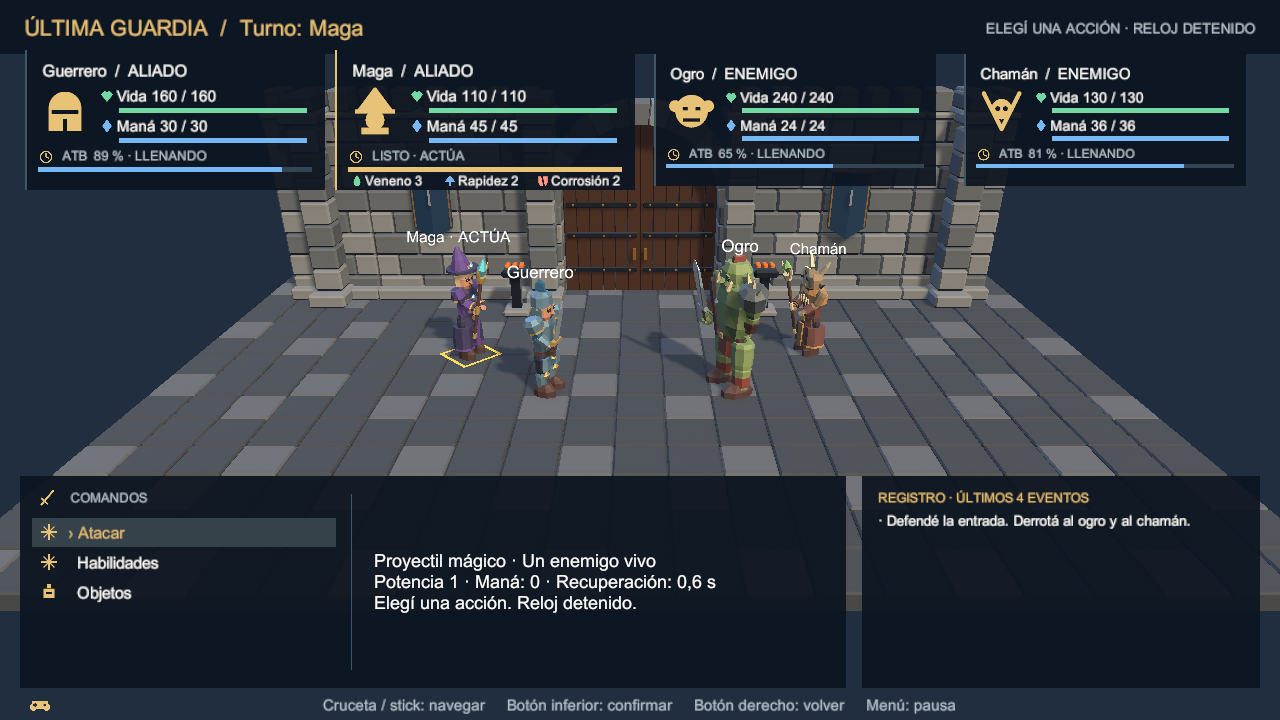 ÚLTIMA GUARDIA / Turno: Maga
ELEGÍ UNA ACCIÓN · RELOJ DETENIDO
Guerrero / ALIADO
Vida 160 / 160
Maná 30 / 30
ATB 89 % · LLENANDO
Maga / ALIADO
Vida 110 / 110
Maná 45 / 45
LISTO · ACTÚA
Veneno 3 Rapidez 2 Corrosión 2
Ogro / ENEMIGO
Vida 240 / 240
Maná 24 / 24
ATB 65 % · LLENANDO
Chamán / ENEMIGO
Vida 130 / 130
Maná 36 / 36
ATB 81 % · LLENANDO
Maga · ACTÚA
Guerrero
Ogro
Chamán
COMANDOS
› Atacar
Habilidades
Objetos
Proyectil mágico · Un enemigo vivo
Potencia 1 · Maná: 0 · Recuperación: 0,6 s
Elegí una acción. Reloj detenido.
REGISTRO · ÚLTIMOS 4 EVENTOS
· Defendé la entrada. Derrotá al ogro y al chamán.
Cruceta / stick: navegar Botón inferior: confirmar Botón derecho: volver Menú: pausa